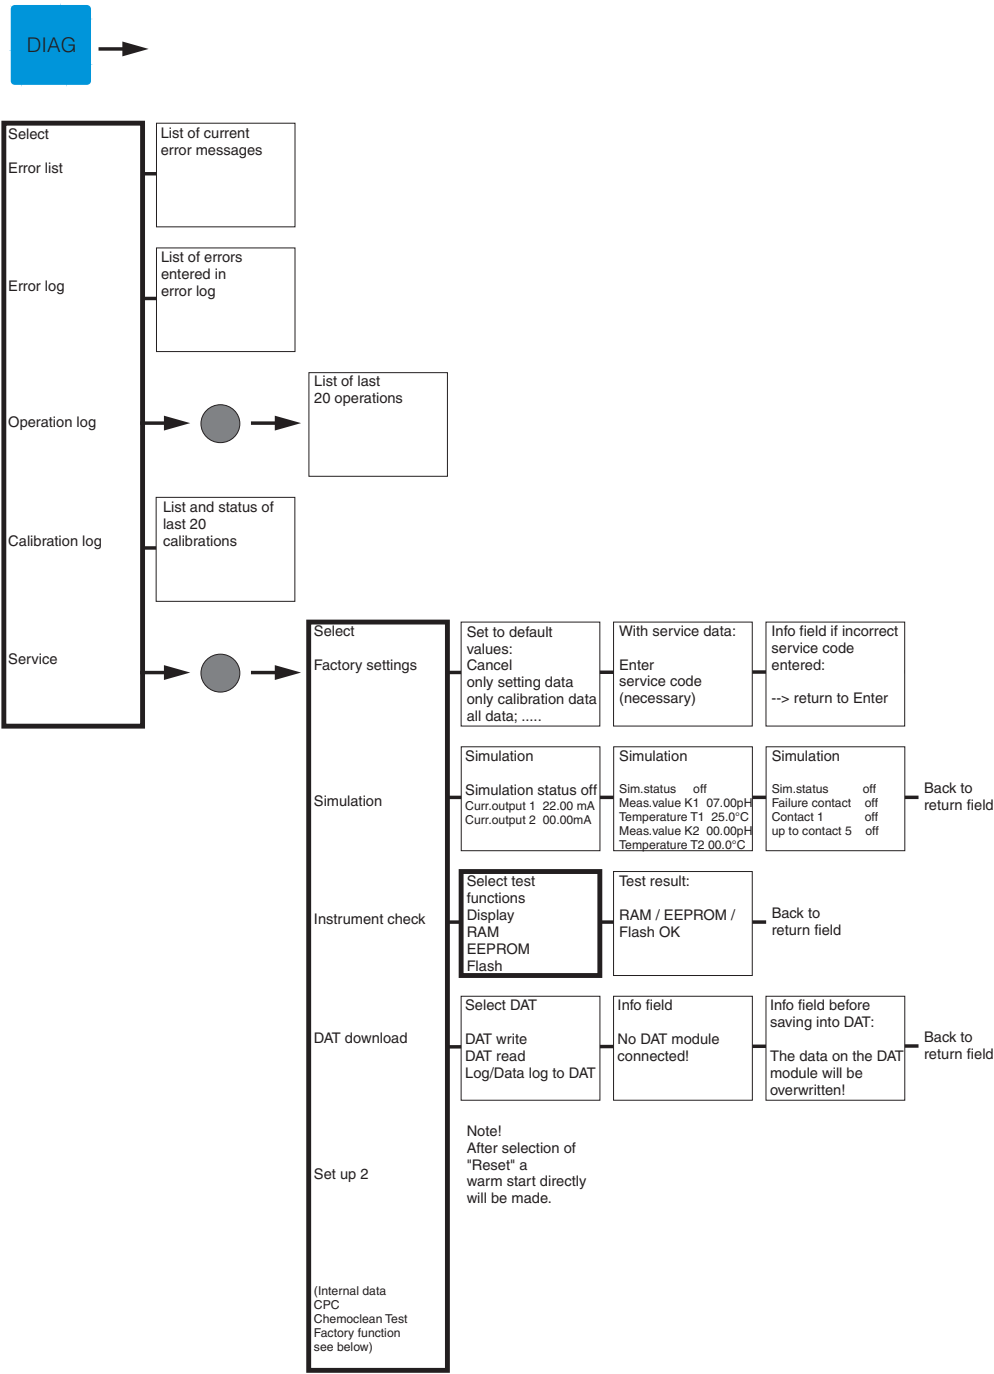 DIAG
Select
Error list
List of current
error messages
Error log
List of errors
entered in
error log
Operation log
List of last
20 operations
Calibration log
List and status of
last 20
calibrations
Service
Select
Factory settings
Set to default
values:
Cancel
only setting data
only calibration data
all data; .....
With service data:
Enter
service code
(necessary)
Info field if incorrect
service code
entered:
--> return to Enter
Simulation
Simulation
Simulation status off
Curr.output 1 22.00 mA
Curr.output 2 00.00mA
Simulation
Sim.status off
Meas.value K1 07.00pH
Temperature T1 25.0°C
Meas.value K2 00.00pH
Temperature T2 00.0°C
Simulation
Sim.status off
Failure contact off
Contact 1 off
up to contact 5 off
Back to
return field
Instrument check
Select test
functions
Display
RAM
EEPROM
Flash
Test result:
RAM / EEPROM /
Flash OK
Back to
return field
DAT download
Select DAT
DAT write
DAT read
Log/Data log to DAT
Info field
No DAT module
connected!
Info field before
saving into DAT:
The data on the DAT
module will be
overwritten!
Back to
return field
Set up 2
Note!
After selection of
"Reset" a
warm start directly
will be made.
(Internal data
CPC
Chemoclean Test
Factory function
see below)